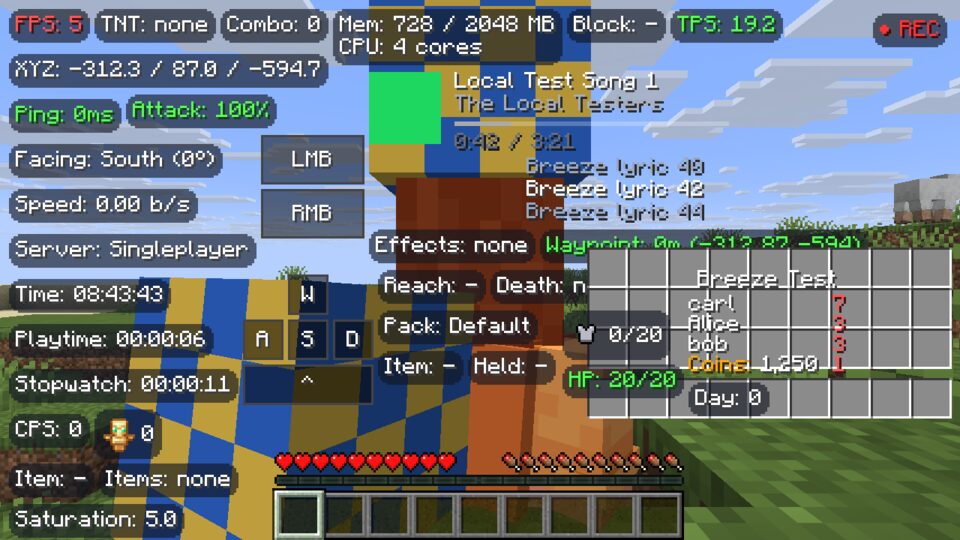 FPS: 5
TNT: none
Combo: 0
Mem: 728 / 2048 MB
CPU: 4 cores
Block: -
TPS: 19.2
REC
XYZ: -312.3 / 87.0 / -594.7
Local Test Song 1
The Local Testers
0:42 / 3:21
Ping: 0ms
Attack: 100%
Facing: South (0°)
LMB
Breeze lyric 40
Breeze lyric 42
Breeze lyric 44
Speed: 0.00 b/s
RMB
Server: Singleplayer
Effects: none
Waypoint: 0m (-312 87 -594)
Time: 08:43:43
W
Reach: -
Death: n
Breeze Test
carl 7
Alice 3
bob 3
Coins: 1,250 1
Playtime: 00:00:06
A
S
D
Pack: Default
0/20
Stopwatch: 00:00:11
^
Item: -
Held: -
HP: 20/20
Day: 0
CPS: 0
0
Item: -
Items: none
Saturation: 5.0